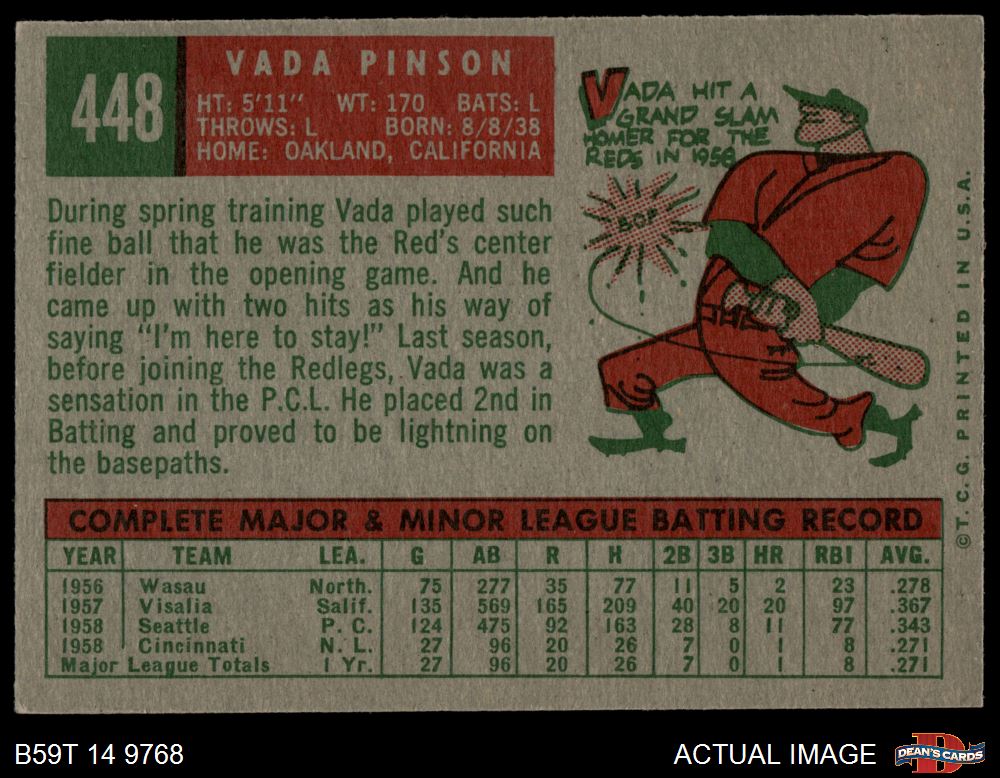 448
VADA PINSON
HT: 5'11" WT: 170 BATS: L
THROWS: L BORN: 8/8/38
HOME: OAKLAND, CALIFORNIA
During spring training Vada played such
fine ball that he was the Red's center
fielder in the opening game. And he
came up with two hits as his way of
saying "I'm here to stay!" Last season,
before joining the Redlegs, Vada was a
sensation in the P.C.L. He placed 2nd in
Batting and proved to be lightning on
the basepaths.
VADA HIT A
GRAND SLAM
HOMER FOR THE
REDS IN 1958
BOP
©T.C.G. PRINTED IN U.S.A.
COMPLETE MAJOR & MINOR LEAGUE BATTING RECORD
YEAR TEAM LEA. G AB R H 2B 3B HR RBI AVG.
1956 Wasau North. 75 277 35 77 11 5 2 23 .278
1957 Visalia Salif. 135 569 165 209 40 20 20 97 .367
1958 Seattle P. C. 124 475 92 163 28 8 11 77 .343
1958 Cincinnati N. L. 27 96 20 26 7 0 1 8 .271
Major League Totals 1 Yr. 27 96 20 26 7 0 1 8 .271
B59T 14 9768
ACTUAL IMAGE
DEAN'S CARDS